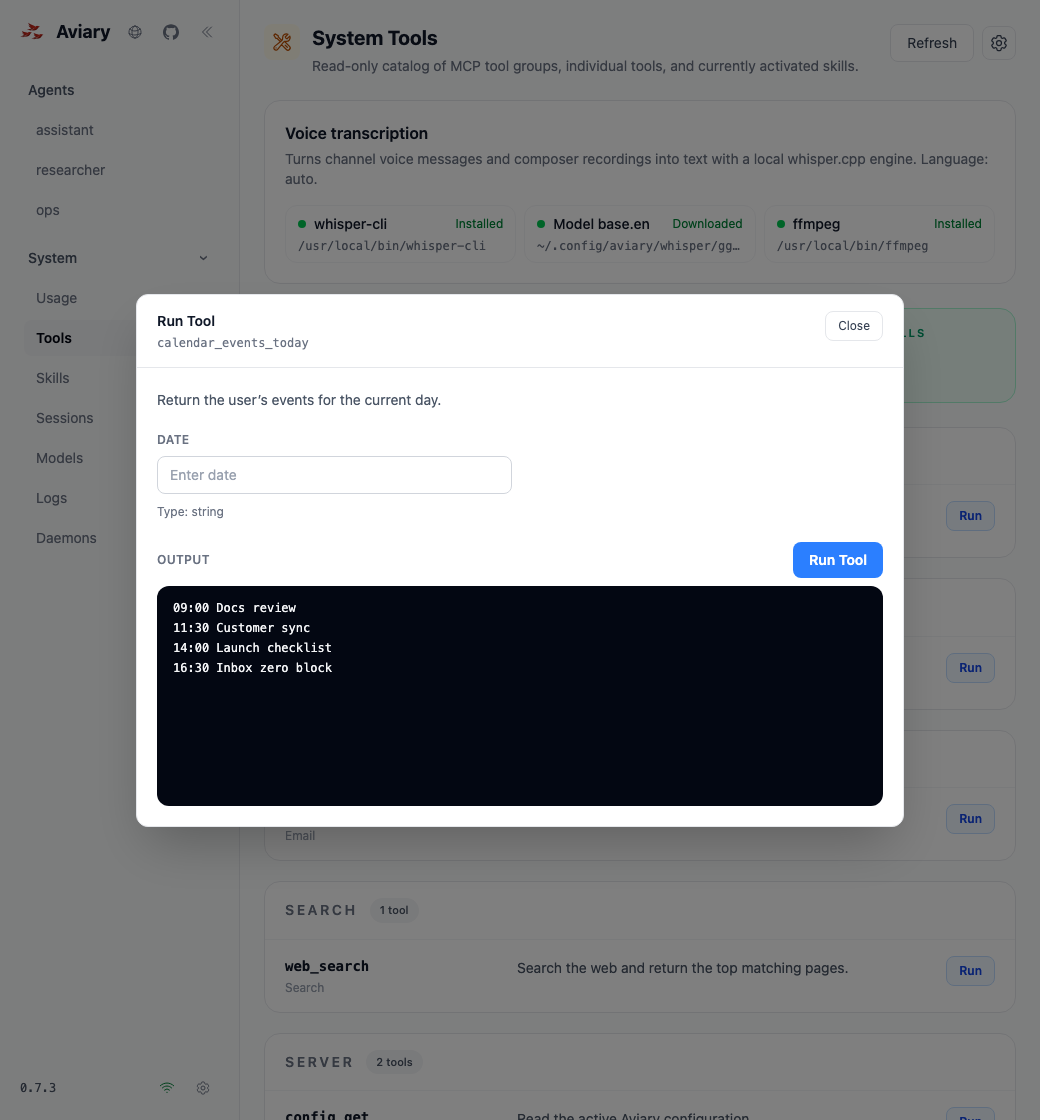 Aviary
Agents
assistant
researcher
ops
System
Usage
Tools
Skills
Sessions
Models
Logs
Daemons
0.7.3
System Tools
Read-only catalog of MCP tool groups, individual tools, and currently activated skills.
Refresh
Voice transcription
Turns channel voice messages and composer recordings into text with a local whisper.cpp engine. Language:
auto.
whisper-cli Installed
/usr/local/bin/whisper-cli
Model base.en Downloaded
~/.config/aviary/whisper/gg…
ffmpeg Installed
/usr/local/bin/ffmpeg
Run Tool
calendar_events_today
Close
Return the user’s events for the current day.
DATE
Enter date
Type: string
OUTPUT
Run Tool
09:00 Docs review
11:30 Customer sync
14:00 Launch checklist
16:30 Inbox zero block
Run
Run
Run
Email
SEARCH 1 tool
web_search Search the web and return the top matching pages. Run
Search
SERVER 2 tools
config_get Read the active Aviary configuration. Run